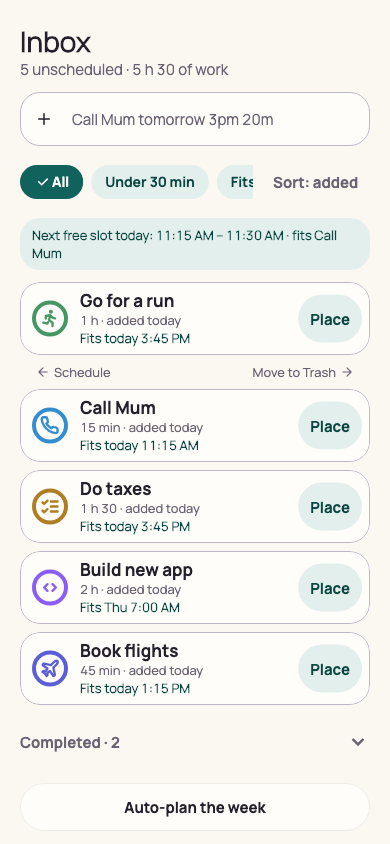 Inbox
5 unscheduled · 5 h 30 of work
Call Mum tomorrow 3pm 20m
All
Under 30 min
Fits
Sort: added
Next free slot today: 11:15 AM – 11:30 AM · fits Call
Mum
Go for a run
1 h · added today
Fits today 3:45 PM
Place
Schedule
Move to Trash
Call Mum
15 min · added today
Fits today 11:15 AM
Place
Do taxes
1 h 30 · added today
Fits today 3:45 PM
Place
Build new app
2 h · added today
Fits Thu 7:00 AM
Place
Book flights
45 min · added today
Fits today 1:15 PM
Place
Completed · 2
Auto-plan the week